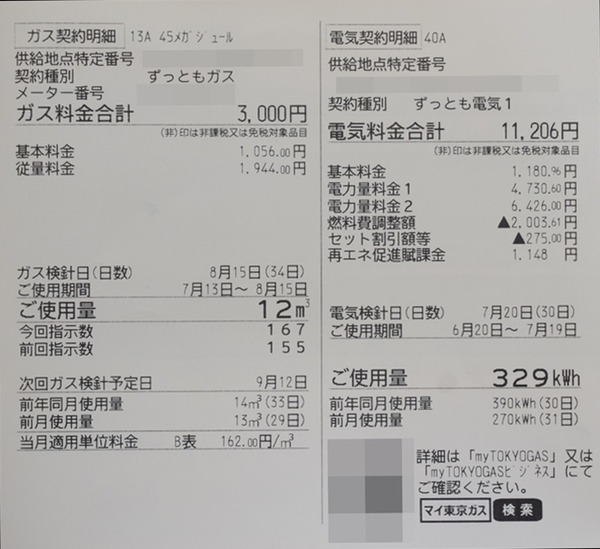 ガス契約明細 13A 45メガジュール
供給地点特定番号
契約種別 ずっともガス
メーター番号
ガス料金合計 3,000円
(非)印は非課税又は免税対象品目
基本料金 1,056.00円
従量料金 1,944.00円
ガス検針日(日数) 8月15日(34日)
ご使用期間 7月13日〜 8月15日
ご使用量 12m³
今回指示数 167
前回指示数 155
次回ガス検針予定日 9月12日
前年同月使用量 14m³(33日)
前月使用量 13m³(29日)
当月適用単位料金 B表 162.00円/m³
電気契約明細 40A
供給地点特定番号
契約種別 ずっとも電気1
電気料金合計 11,206円
(非)印は非課税又は免税対象品目
基本料金 1,180.96円
電力量料金1 4,730.60円
電力量料金2 6,426.00円
燃料費調整額 ▲2,003.61円
セット割引額等 ▲275.00円
再エネ促進賦課金 1,148 円
電気検針日(日数) 7月20日(30日)
ご使用期間 6月20日〜 7月19日
ご使用量 329kWh
前年同月使用量 390kWh(30日)
前月使用量 270kWh(31日)
詳細は「myTOKYOGAS」又は
「myTOKYOGASビジネス」にて
ご確認ください。
マイ東京ガス 検索